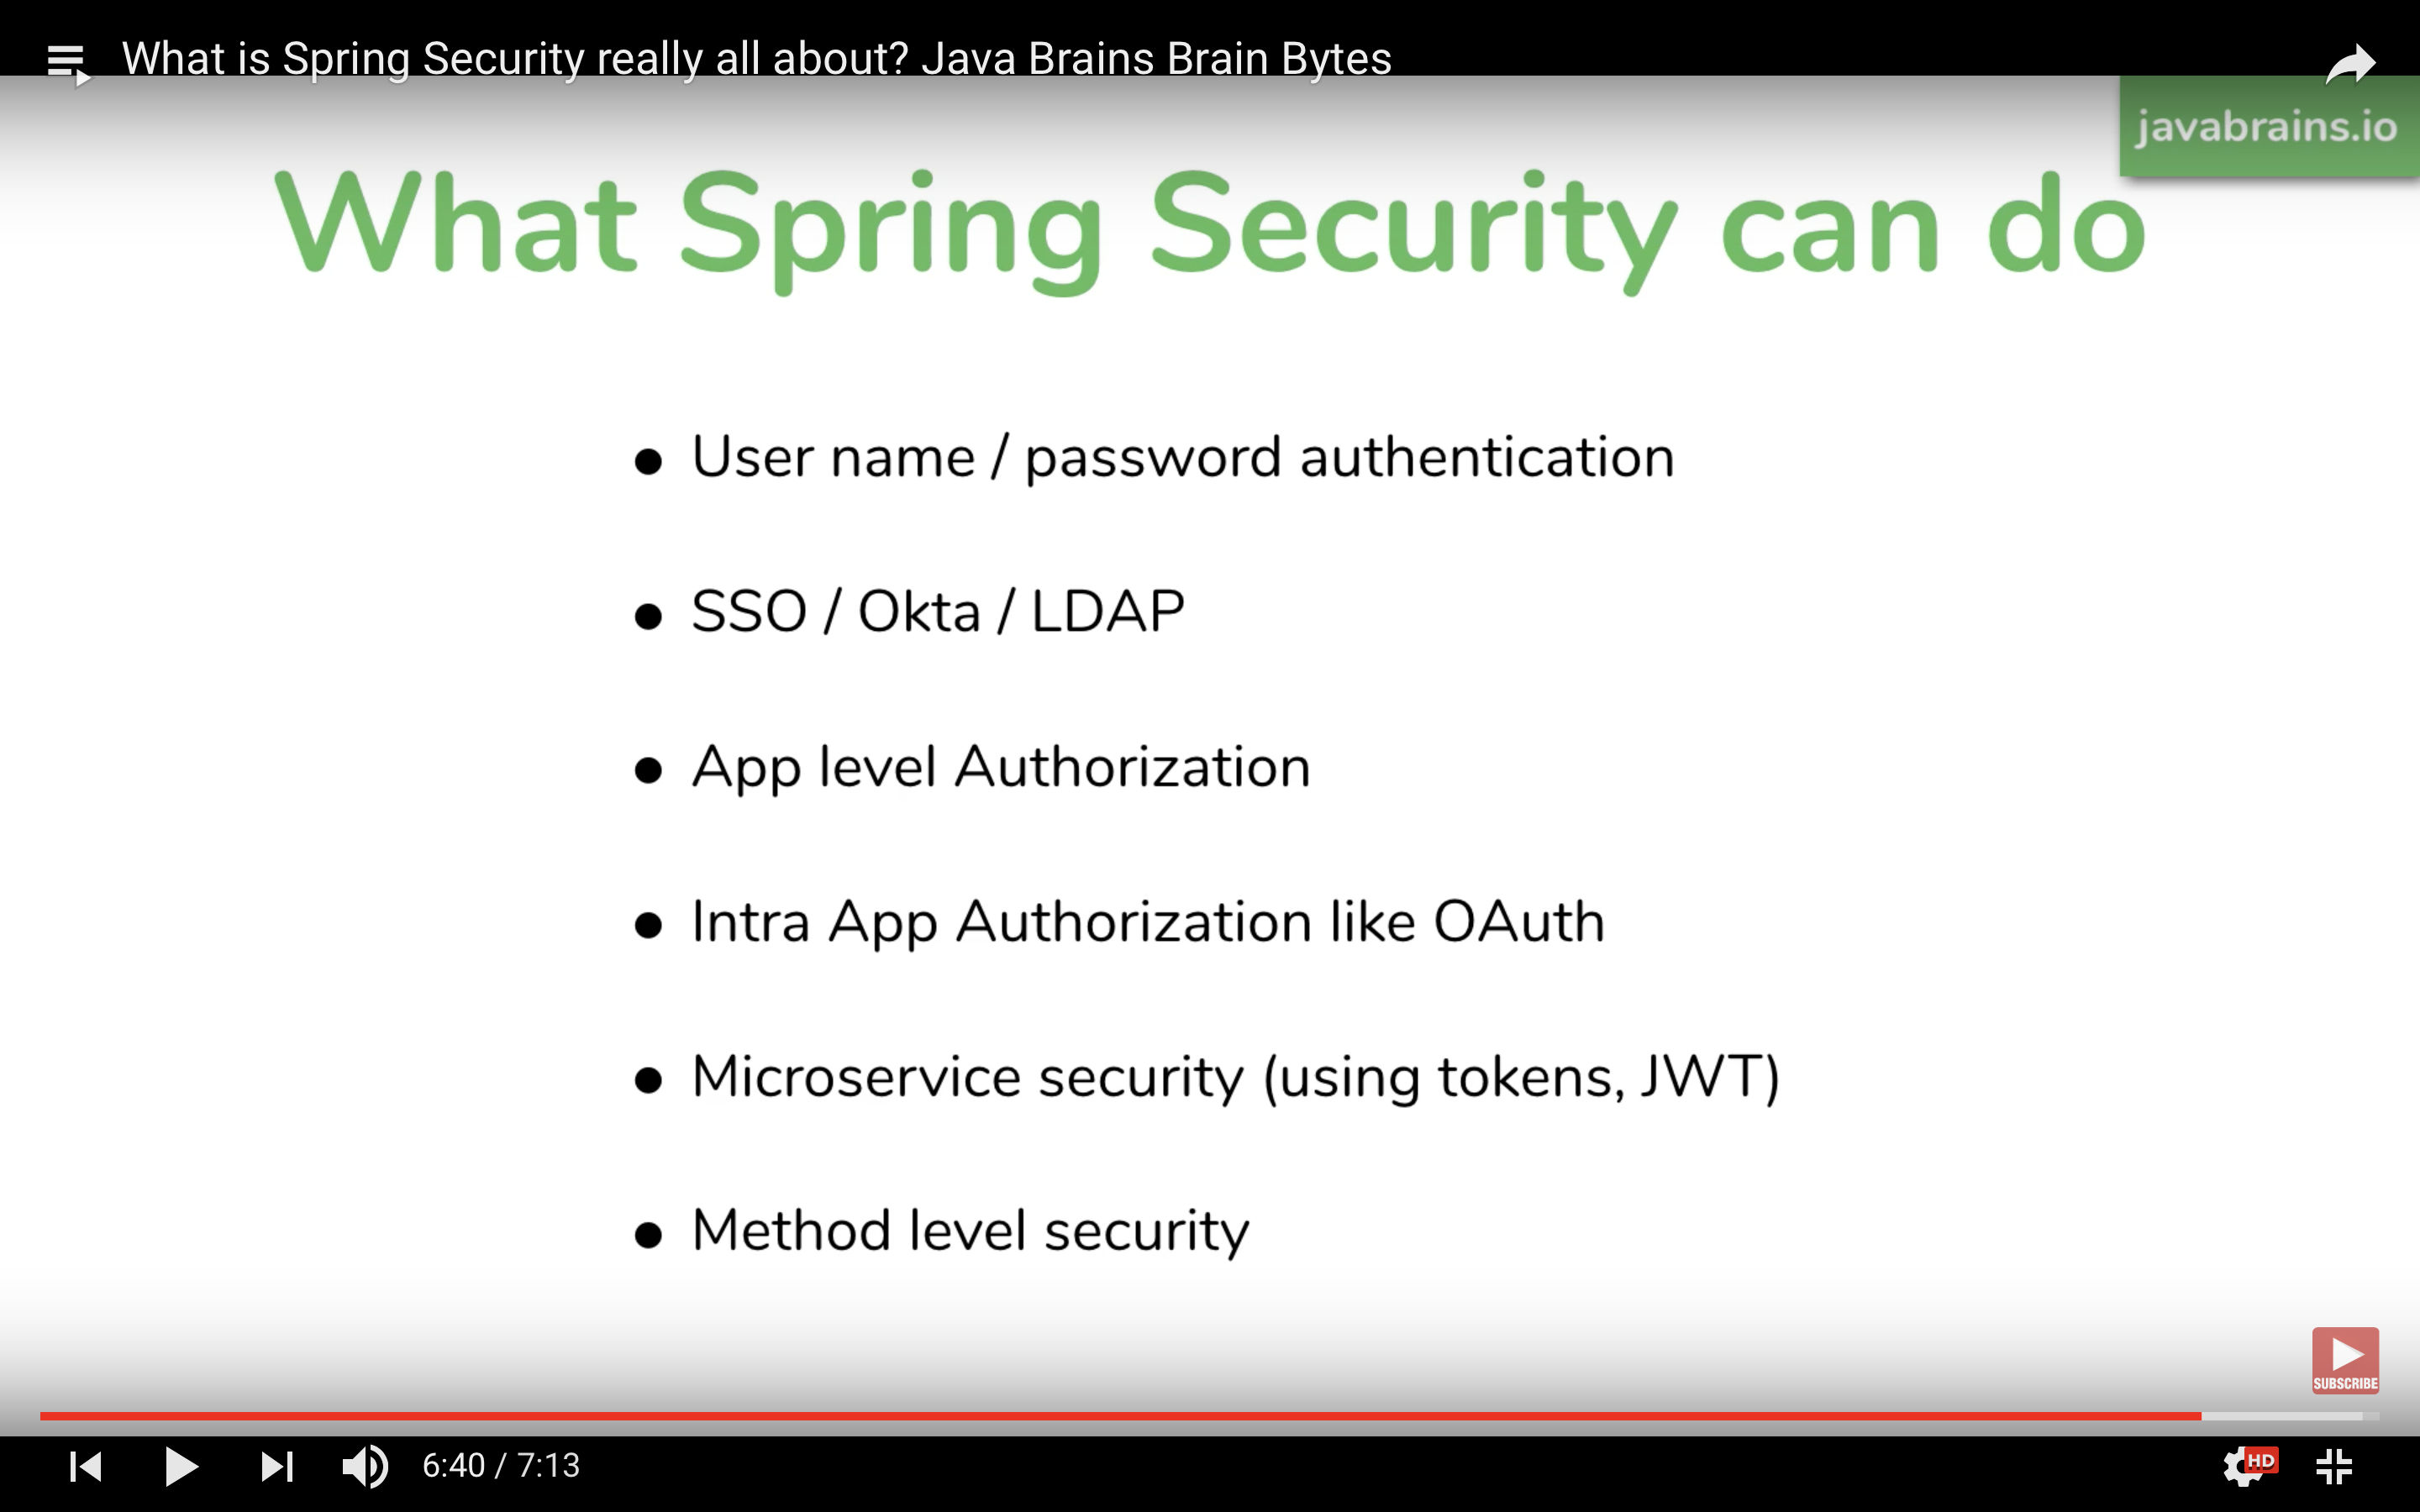 What is Spring Security really all about? Java Brains Brain Bytes
javabrains.io
What Spring Security can do
● User name / password authentication
● SSO / Okta / LDAP
● App level Authorization
● Intra App Authorization like OAuth
● Microservice security (using tokens, JWT)
● Method level security
SUBSCRIBE
6:40 / 7:13
HD